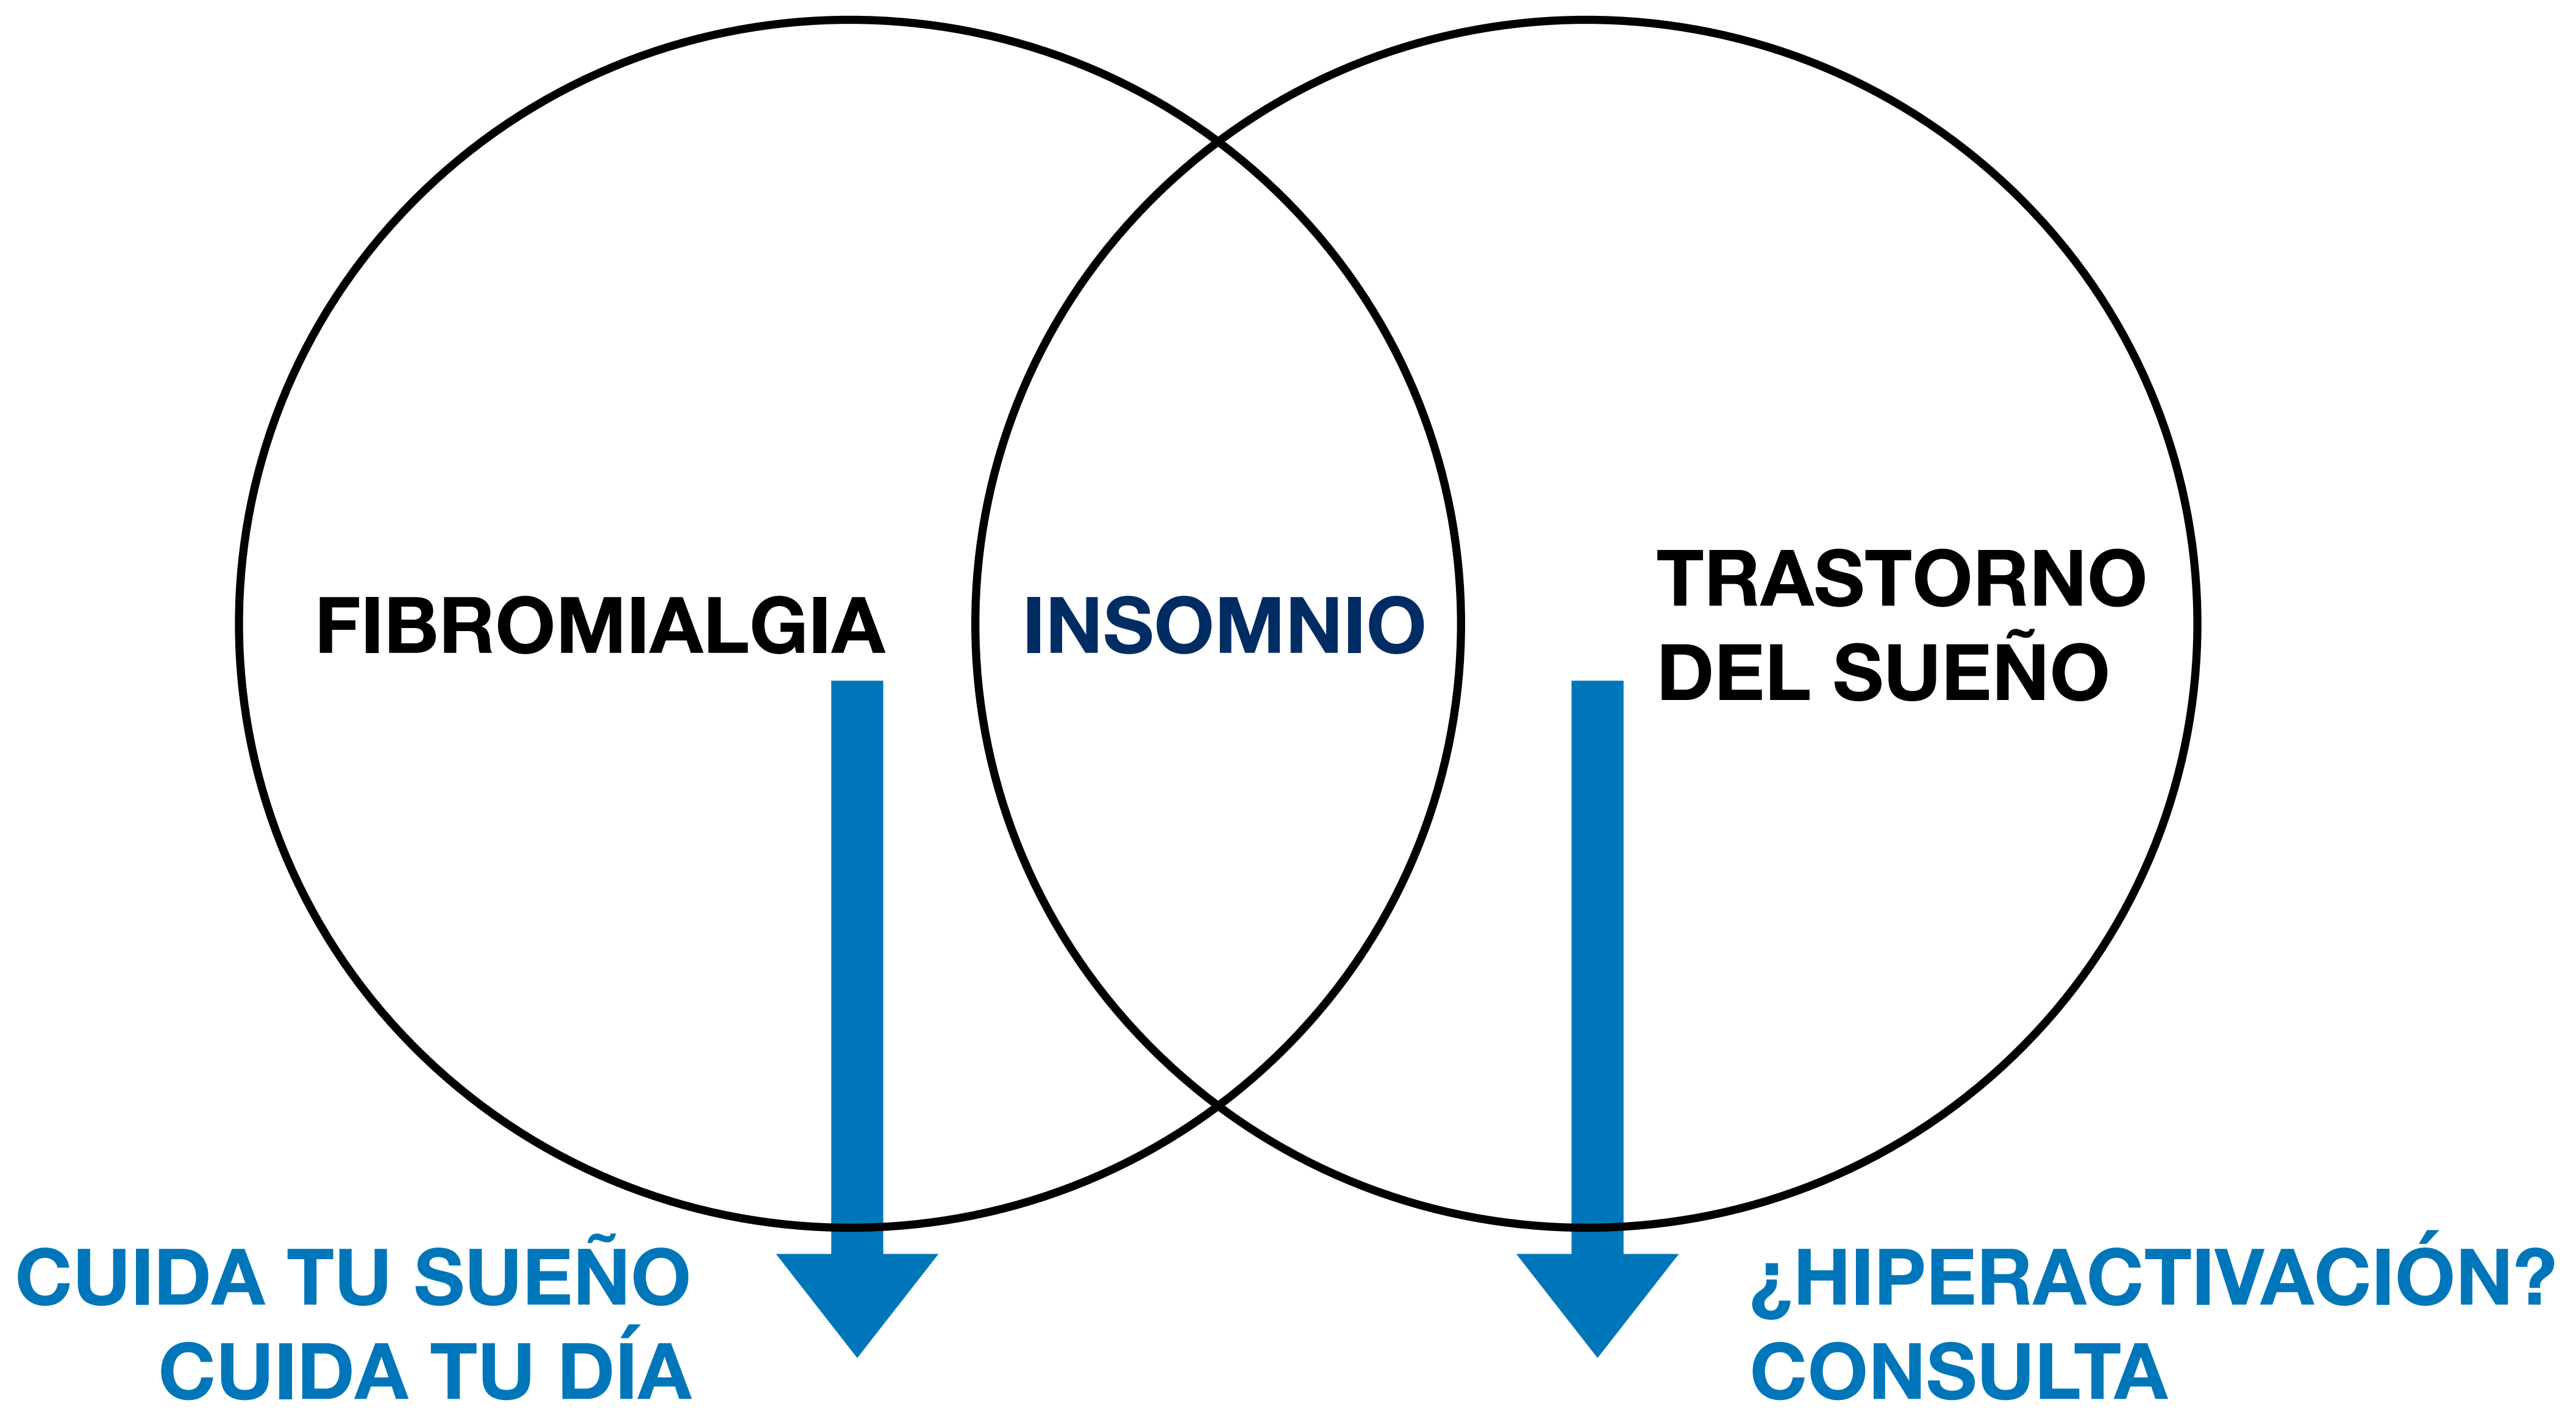 FIBROMIALGIA
INSOMNIO
TRASTORNO
DEL SUEÑO
CUIDA TU SUEÑO
CUIDA TU DÍA
¿HIPERACTIVACIÓN?
CONSULTA